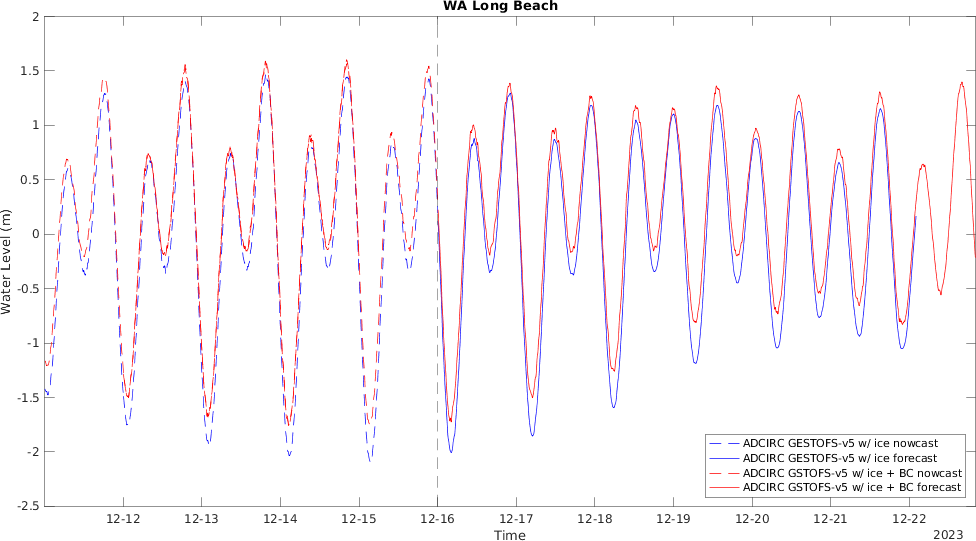 WA Long Beach
2
1.5
1
0.5
0
-0.5
-1
-1.5
-2
-2.5
Water Level (m)
12-12 12-13 12-14 12-15 12-16 12-17 12-18 12-19 12-20 12-21 12-22
Time
2023
ADCIRC GESTOFS-v5 w/ ice nowcast
ADCIRC GESTOFS-v5 w/ ice forecast
ADCIRC GSTOFS-v5 w/ ice + BC nowcast
ADCIRC GSTOFS-v5 w/ ice + BC forecast